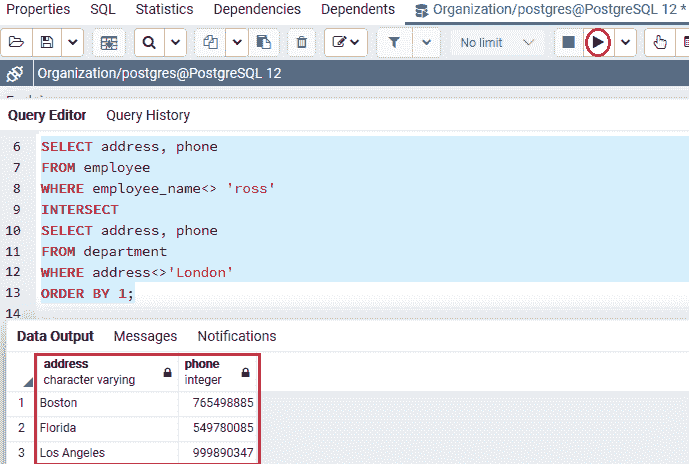 Properties SQL Statistics Dependencies Dependents Organization/postgres@PostgreSQL 12 *
No limit
Organization/postgres@PostgreSQL 12
Query Editor Query History
6 SELECT address, phone
7 FROM employee
8 WHERE employee_name<> 'ross'
9 INTERSECT
10 SELECT address, phone
11 FROM department
12 WHERE address<>'London'
13 ORDER BY 1;
14
Data Output Messages Notifications
address phone
character varying integer
1 Boston 765498885
2 Florida 549780085
3 Los Angeles 999890347